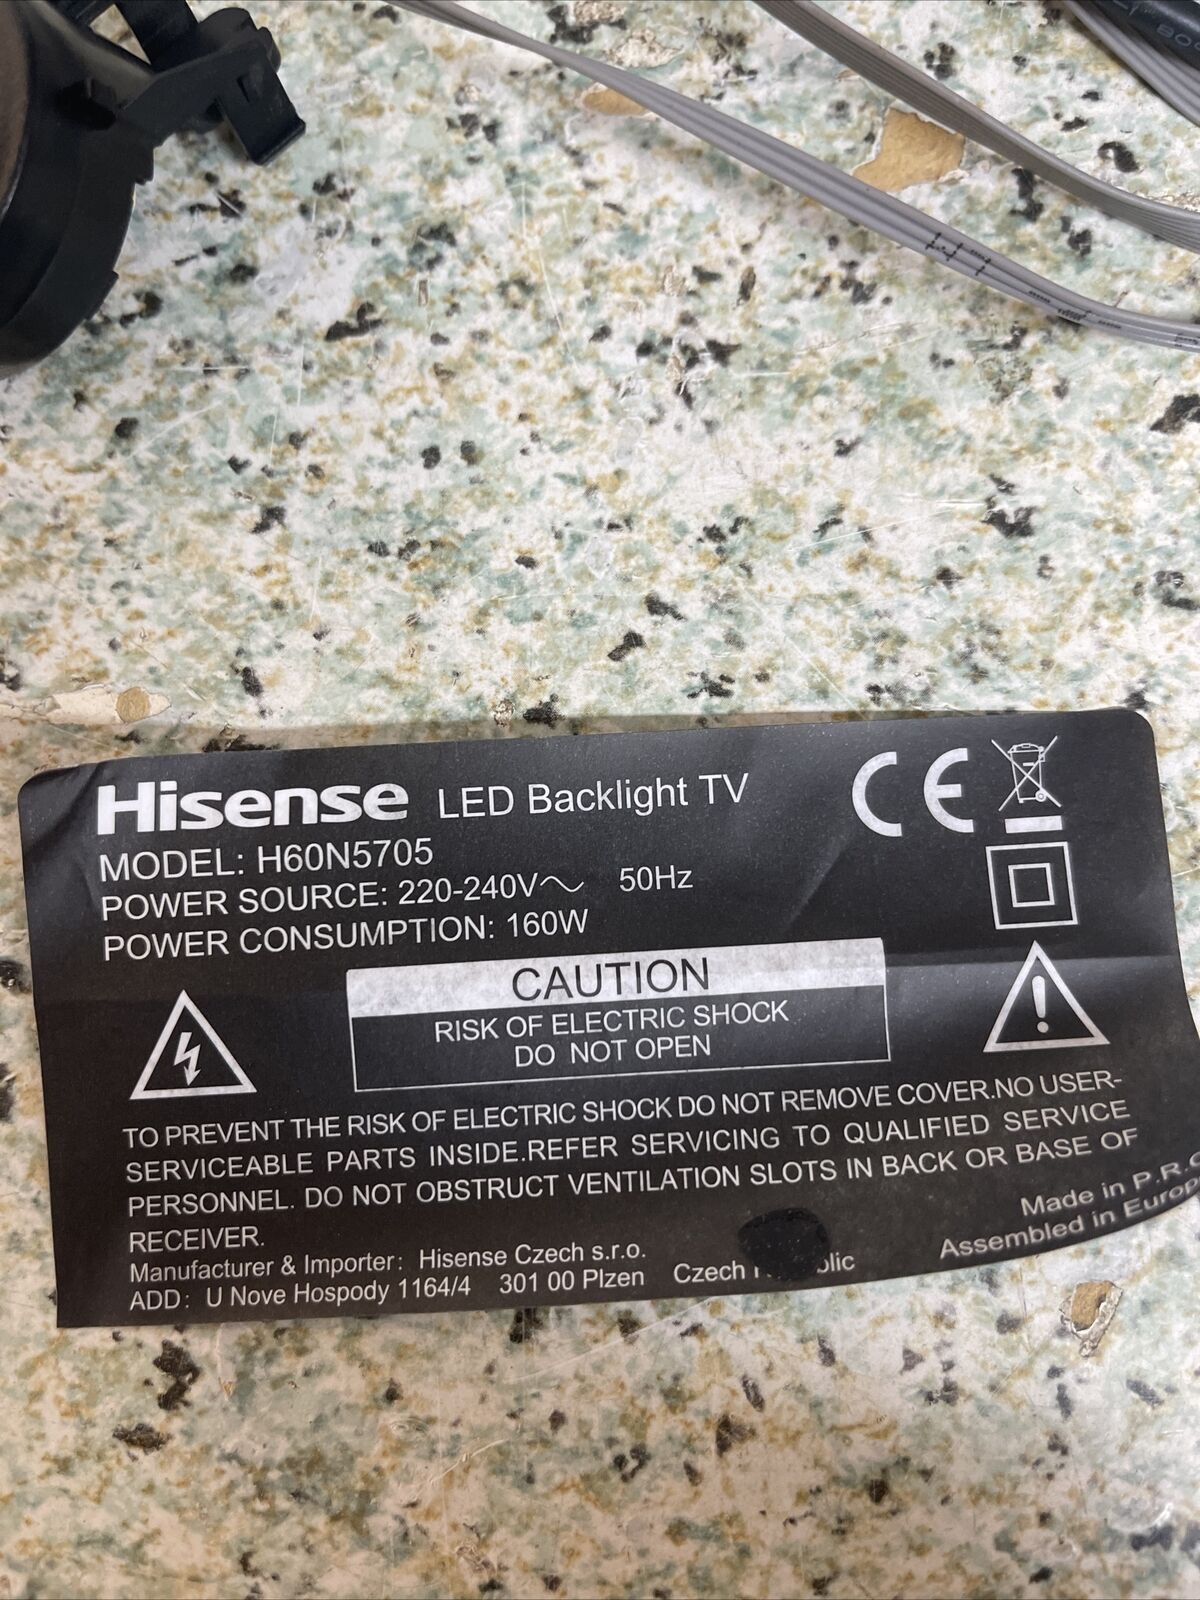 Hisense LED Backlight TV
MODEL: H60N5705
POWER SOURCE: 220-240V～ 50Hz
POWER CONSUMPTION: 160W
CE
CAUTION
RISK OF ELECTRIC SHOCK
DO NOT OPEN
TO PREVENT THE RISK OF ELECTRIC SHOCK DO NOT REMOVE COVER.NO USER-
SERVICEABLE PARTS INSIDE.REFER SERVICING TO QUALIFIED SERVICE
PERSONNEL. DO NOT OBSTRUCT VENTILATION SLOTS IN BACK OR BASE OF
RECEIVER.
Manufacturer & Importer: Hisense Czech s.r.o.
ADD: U Nove Hospody 1164/4 301 00 Plzen Czech
Made in
Assembled in